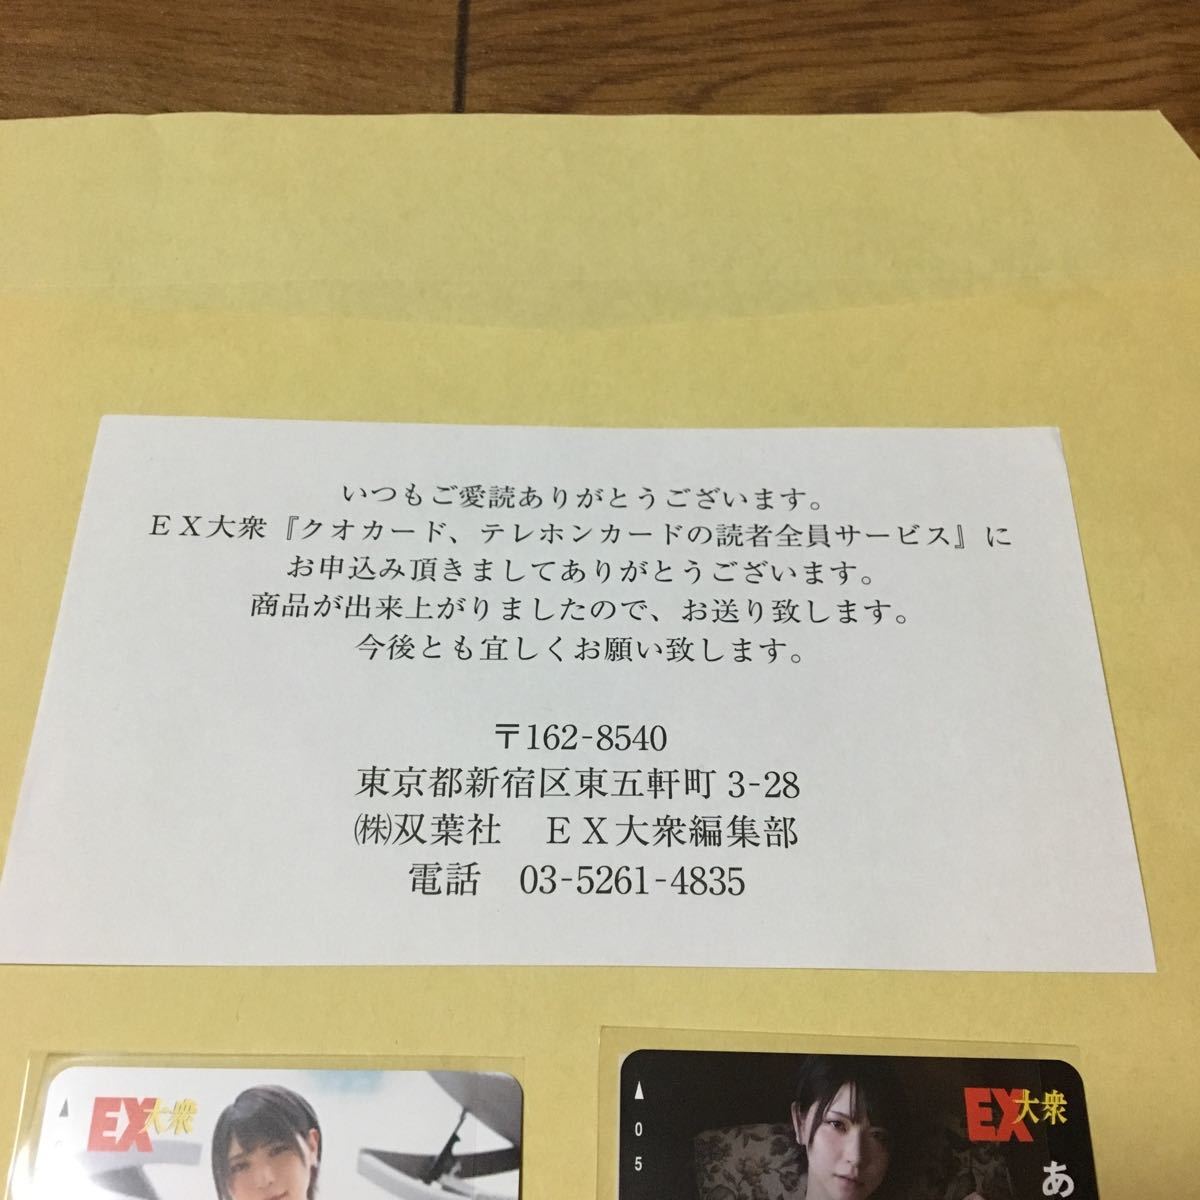 いつもご愛読ありがとうございます。
ＥＸ大衆『クオカード、テレホンカードの読者全員サービス』に
お申込み頂きましてありがとうございます。
商品が出来上がりましたので、お送り致します。
今後とも宜しくお願い致します。
〒162-8540
東京都新宿区東五軒町 3-28
㈱双葉社　ＥＸ大衆編集部
電話　03-5261-4835
EX大衆
EX大衆
0
5
あ